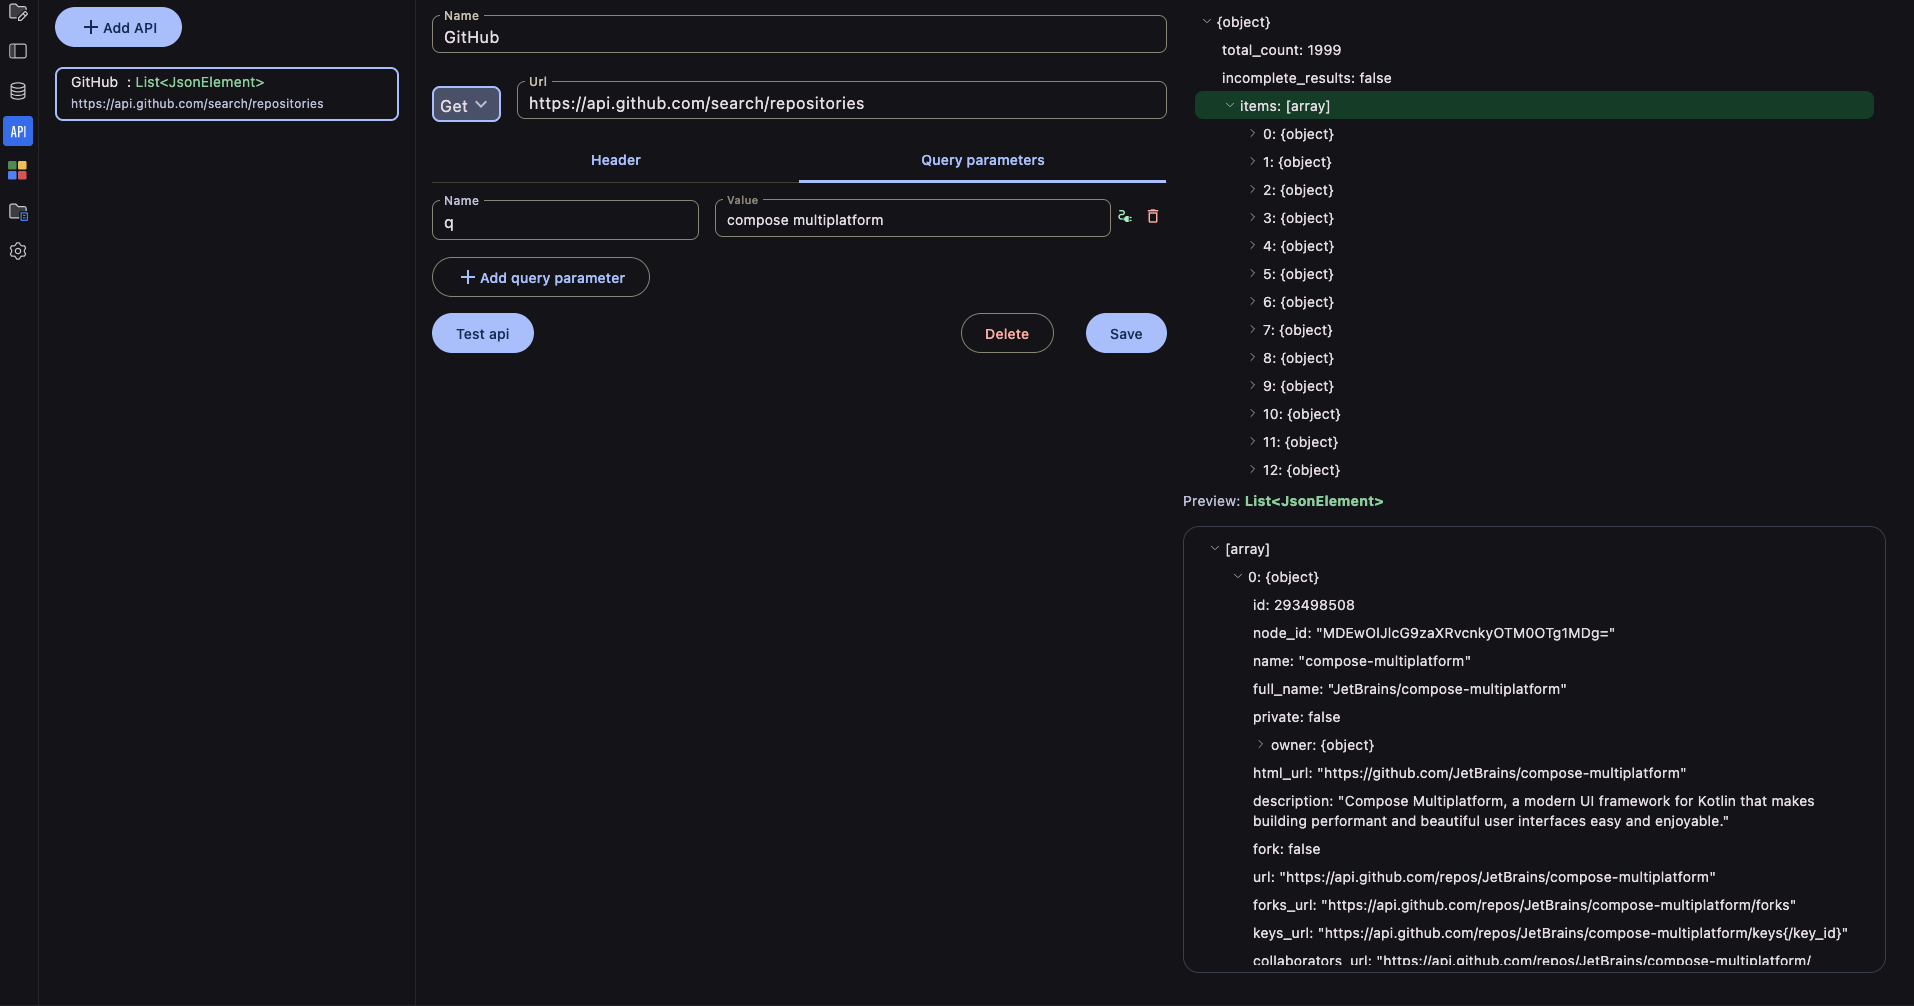 Add API
GitHub : List<JsonElement>
https://api.github.com/search/repositories
API
Name
GitHub
Get
Url
https://api.github.com/search/repositories
Header
Query parameters
Name
q
Value
compose multiplatform
Add query parameter
Test api
Delete
Save
{object}
total_count: 1999
incomplete_results: false
items: [array]
0: {object}
1: {object}
2: {object}
3: {object}
4: {object}
5: {object}
6: {object}
7: {object}
8: {object}
9: {object}
10: {object}
11: {object}
12: {object}
Preview: List<JsonElement>
[array]
0: {object}
id: 293498508
node_id: "MDEwOlJlcG9zaXRvcnkyOTM0OTg1MDg="
name: "compose-multiplatform"
full_name: "JetBrains/compose-multiplatform"
private: false
owner: {object}
html_url: "https://github.com/JetBrains/compose-multiplatform"
description: "Compose Multiplatform, a modern UI framework for Kotlin that makes
building performant and beautiful user interfaces easy and enjoyable."
fork: false
url: "https://api.github.com/repos/JetBrains/compose-multiplatform"
forks_url: "https://api.github.com/repos/JetBrains/compose-multiplatform/forks"
keys_url: "https://api.github.com/repos/JetBrains/compose-multiplatform/keys{/key_id}"
collaborators_url: "https://api.github.com/repos/JetBrains/compose-multiplatform/